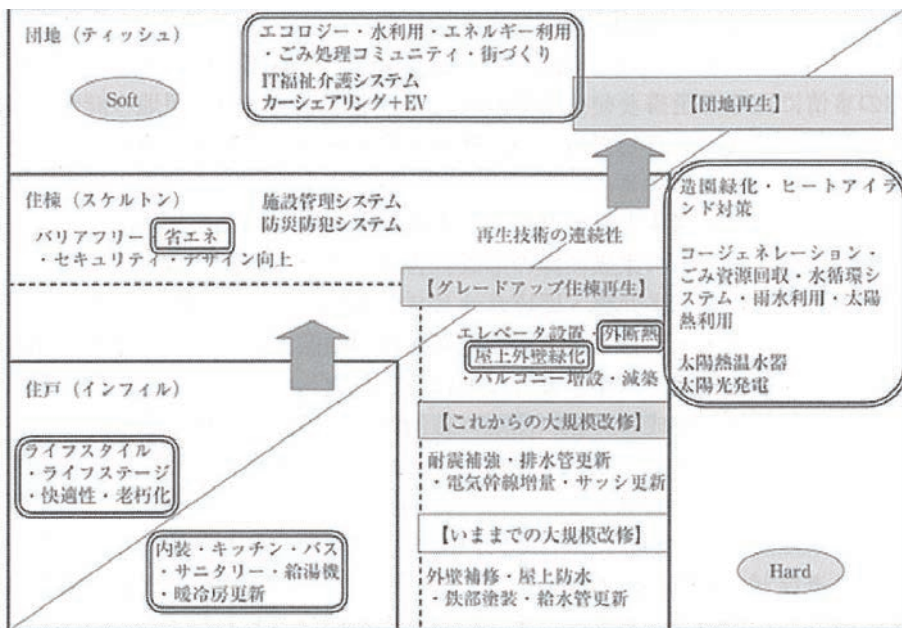 団地（ティッシュ）
Soft
エコロジー・水利用・エネルギー利用
・ごみ処理コミュニティ・街づくり
IT福祉介護システム
カーシェアリング＋EV
【団地再生】
住棟（スケルトン）
バリアフリー・省エネ
・セキュリティ・デザイン向上
施設管理システム
防災防犯システム
再生技術の連続性
造園緑化・ヒートアイラ
ンド対策
コージェネレーション・
ごみ資源回収・水循環シ
ステム・雨水利用・太陽
熱利用
太陽熱温水器
太陽光発電
【グレードアップ住棟再生】
エレベータ設置・外断熱
屋上外壁緑化
・バルコニー増設・減築
住戸（インフィル）
ライフスタイル
・ライフステージ
・快適性・老朽化
内装・キッチン・バス
・サニタリー・給湯機
・暖冷房更新
【これからの大規模改修】
耐震補強・排水管更新
・電気幹線増量・サッシ更新
【いままでの大規模改修】
外壁補修・屋上防水
・鉄部塗装・給水管更新
Hard